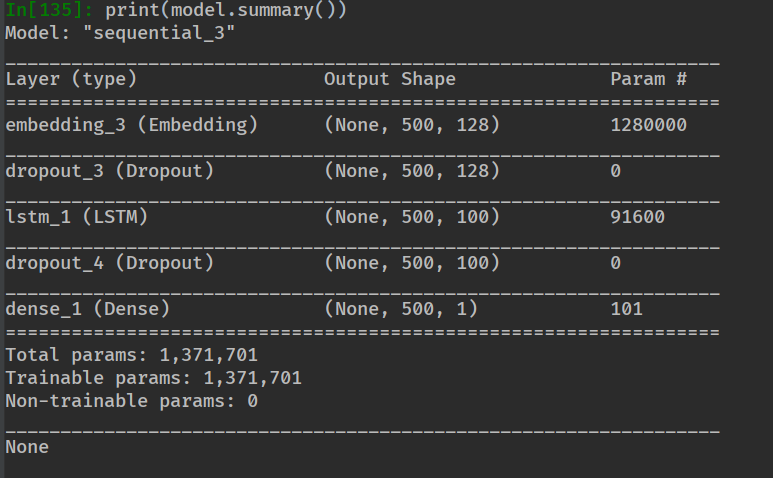 In[135]: print(model.summary())
Model: "sequential_3"
_________________________________________________________________
Layer (type)                 Output Shape              Param #
=================================================================
embedding_3 (Embedding)      (None, 500, 128)          1280000
_________________________________________________________________
dropout_3 (Dropout)          (None, 500, 128)          0
_________________________________________________________________
lstm_1 (LSTM)                (None, 500, 100)          91600
_________________________________________________________________
dropout_4 (Dropout)          (None, 500, 100)          0
_________________________________________________________________
dense_1 (Dense)              (None, 500, 1)            101
=================================================================
Total params: 1,371,701
Trainable params: 1,371,701
Non-trainable params: 0
_________________________________________________________________
None